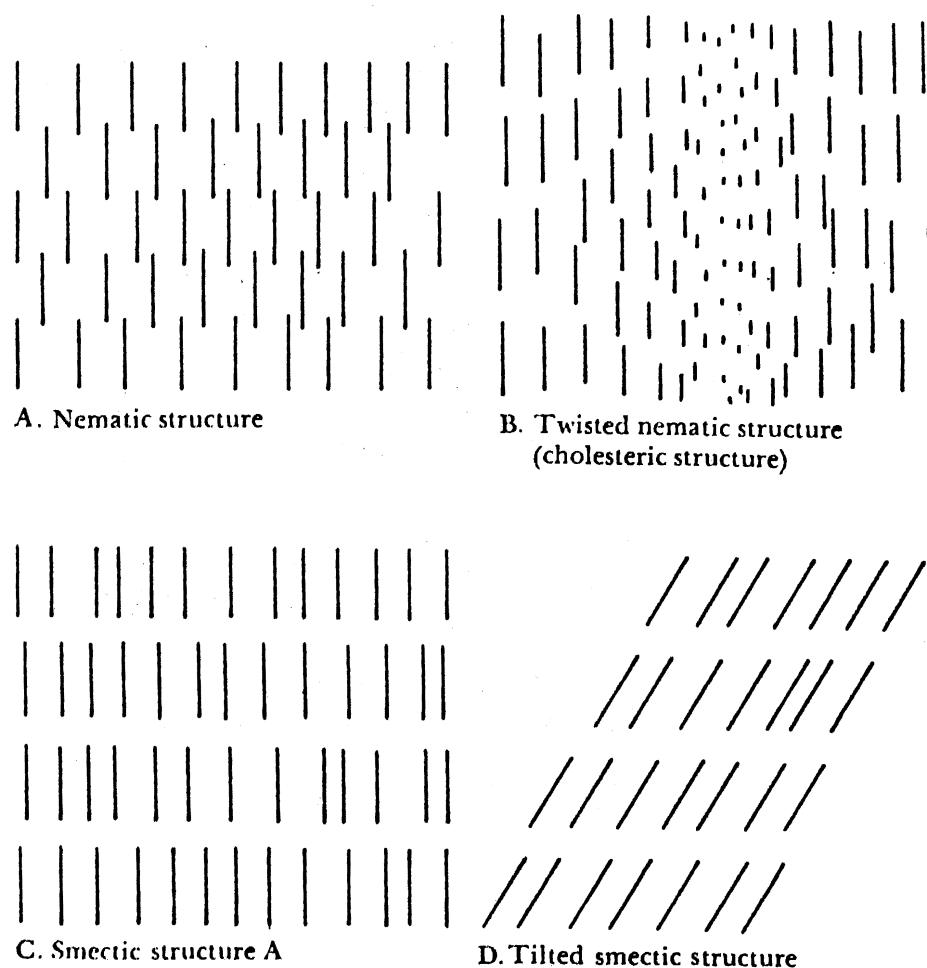 A. Nematic structure
B. Twisted nematic structure
(cholesteric structure)
C. Smectic structure A
D. Tilted smectic structure